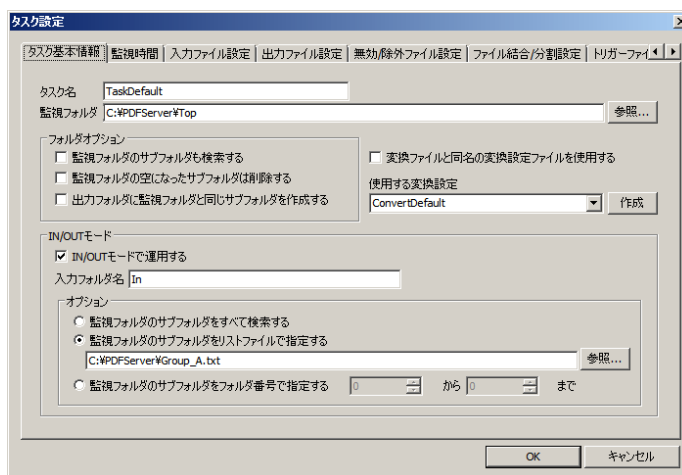 タスク設定
タスク基本情報 監視時間 入力ファイル設定 出力ファイル設定 無効/除外ファイル設定 ファイル結合/分割設定 トリガーファイ
タスク名 TaskDefault
監視フォルダ C:¥PDFServer¥Top 参照...
フォルダオプション
監視フォルダのサブフォルダも検索する
監視フォルダの空になったサブフォルダは削除する
出力フォルダに監視フォルダと同じサブフォルダを作成する
変換ファイルと同名の変換設定ファイルを使用する
使用する変換設定
ConvertDefault 作成
IN/OUTモード
IN/OUTモードで運用する
入力フォルダ名 In
オプション
監視フォルダのサブフォルダをすべて検索する
監視フォルダのサブフォルダをリストファイルで指定する
C:¥PDFServer¥Group_A.txt 参照...
監視フォルダのサブフォルダをフォルダ番号で指定する 0 から 0 まで
OK キャンセル